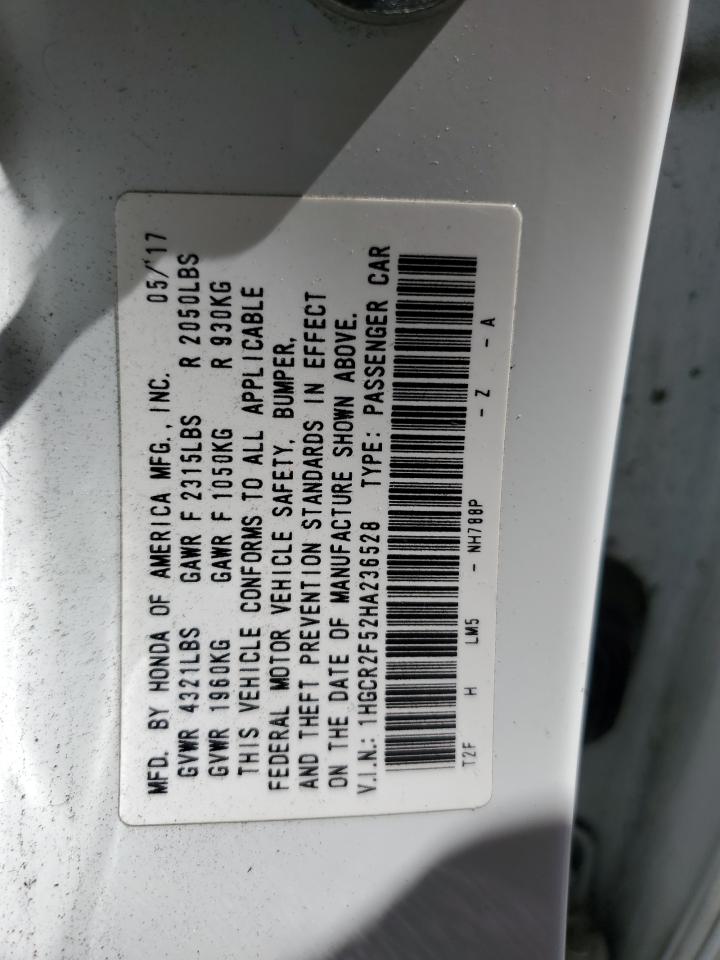 MFD. BY HONDA OF AMERICA MFG., INC. 05/'17
GVWR 4321LBS GAWR F 2315LBS R 2050LBS
GVWR 1960KG GAWR F 1050KG R 930KG
THIS VEHICLE CONFORMS TO ALL APPLICABLE
FEDERAL MOTOR VEHICLE SAFETY, BUMPER,
AND THEFT PREVENTION STANDARDS IN EFFECT
ON THE DATE OF MANUFACTURE SHOWN ABOVE.
V.I.N.: 1HGCR2F52HA236528 TYPE: PASSENGER CAR
T2F H LM5 - NH788P - Z - A